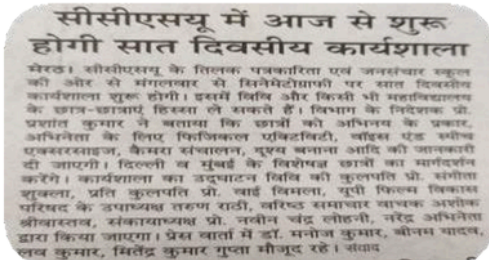 सीसीएसयू में आज से शुरू
होगी सात दिवसीय कार्यशाला
मेरठ। सीसीएसयू के तिलक पत्रकारिता एवं जनसंचार स्कूल
की ओर से मंगलवार से सिनेमेटोग्राफी पर सात दिवसीय
कार्यशाला शुरू होगी। इसमें विवि और किसी भी महाविद्यालय
के छात्र-छात्राएं हिस्सा ले सकते हैं। विभाग के निदेशक प्रो.
प्रशांत कुमार ने बताया कि छात्रों को अभिनय के प्रकार,
अभिनेता के लिए फिजिकल एक्टिविटी, वॉइस एंड स्पीच
एक्सरसाइज, कैमरा संचालन, दृश्य बनाना आदि की जानकारी
दी जाएगी। दिल्ली व मुंबई के विशेषज्ञ छात्रों का मार्गदर्शन
करेंगे। कार्यशाला का उद्घाटन विवि की कुलपति प्रो. संगीता
शुक्ला, प्रति कुलपति प्रो. वाई विमला, यूपी फिल्म विकास
परिषद के उपाध्यक्ष तरुण राठी, वरिष्ठ समाचार वाचक अशोक
श्रीवास्तव, संकायाध्यक्ष प्रो. नवीन चंद्र लोहनी, नरेंद्र अभिनेता
द्वारा किया जाएगा। प्रेस वार्ता में डॉ. मनोज कुमार, बीनम यादव,
लव कुमार, मितेंद्र कुमार गुप्ता मौजूद रहे। संवाद